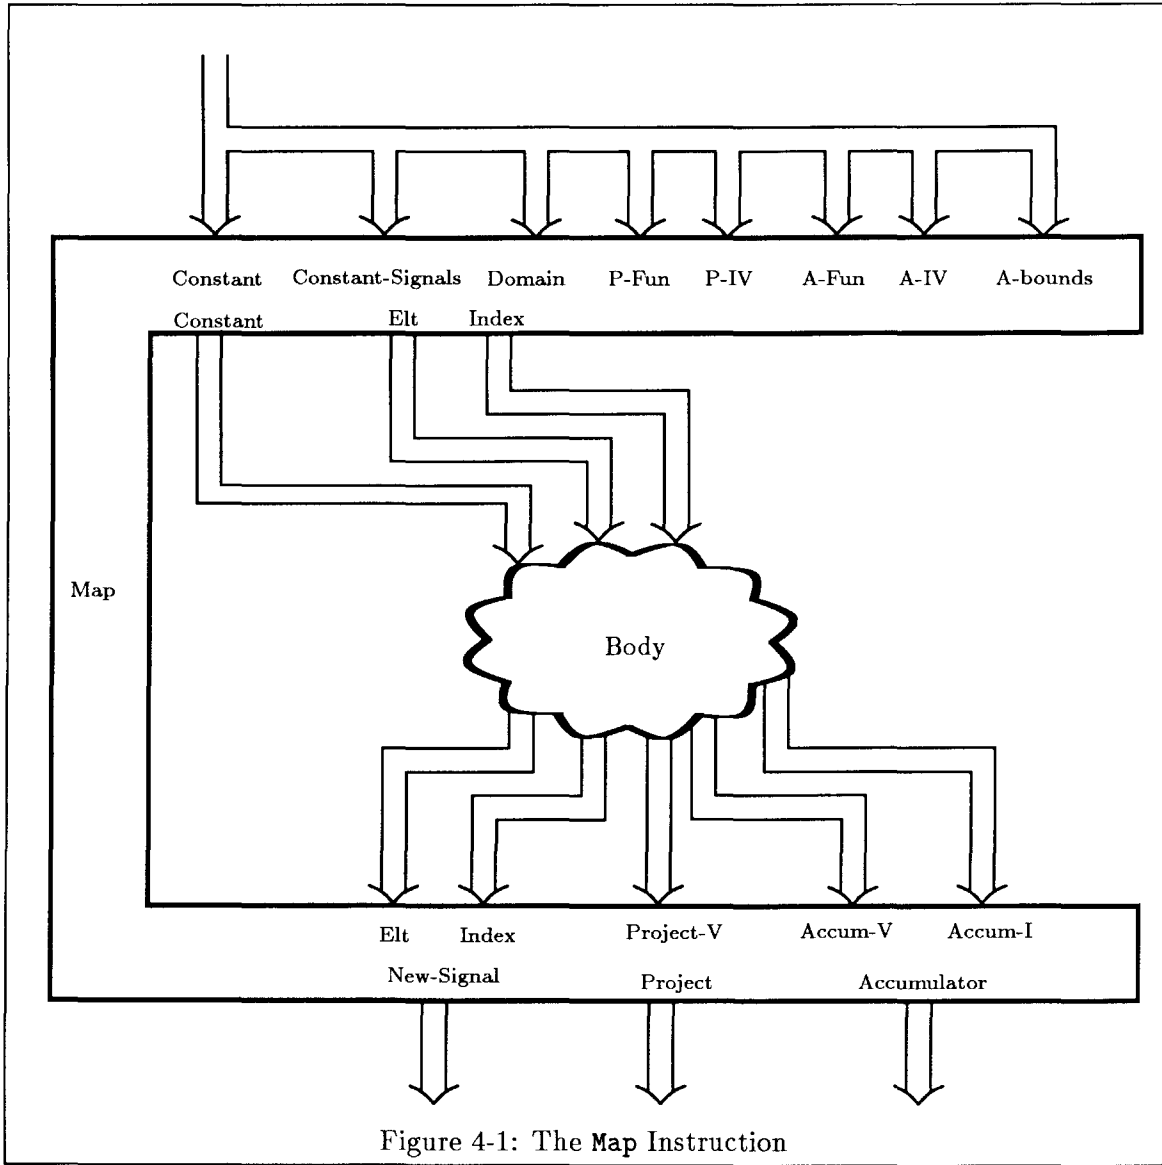 Constant Constant-Signals Domain P-Fun P-IV A-Fun A-IV A-bounds
Constant Elt Index
Map
Body
Elt Index Project-V Accum-V Accum-I
New-Signal Project Accumulator
Figure 4-1: The Map Instruction